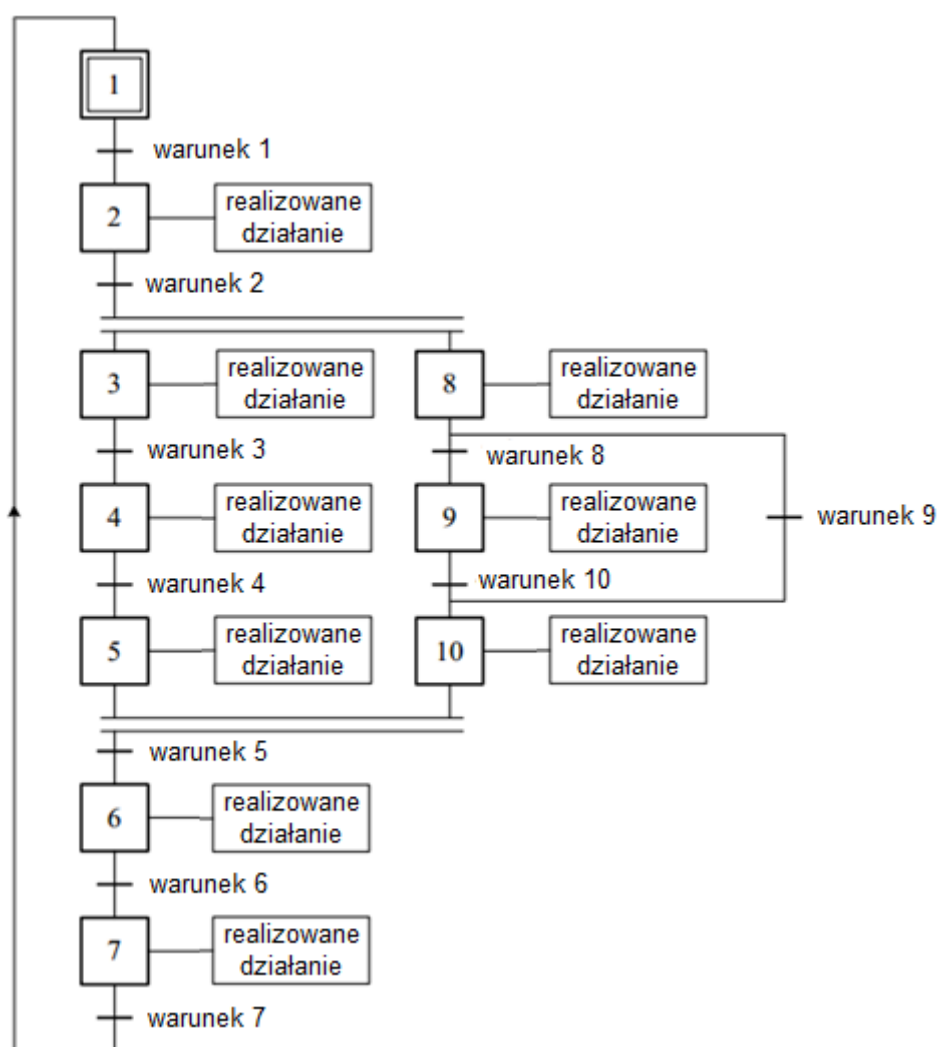 1
warunek 1
2
realizowane
działanie
warunek 2
3
realizowane
działanie
8
realizowane
działanie
warunek 3
warunek 8
4
realizowane
działanie
9
realizowane
działanie
warunek 9
warunek 4
warunek 10
5
realizowane
działanie
10
realizowane
działanie
warunek 5
6
realizowane
działanie
warunek 6
7
realizowane
działanie
warunek 7